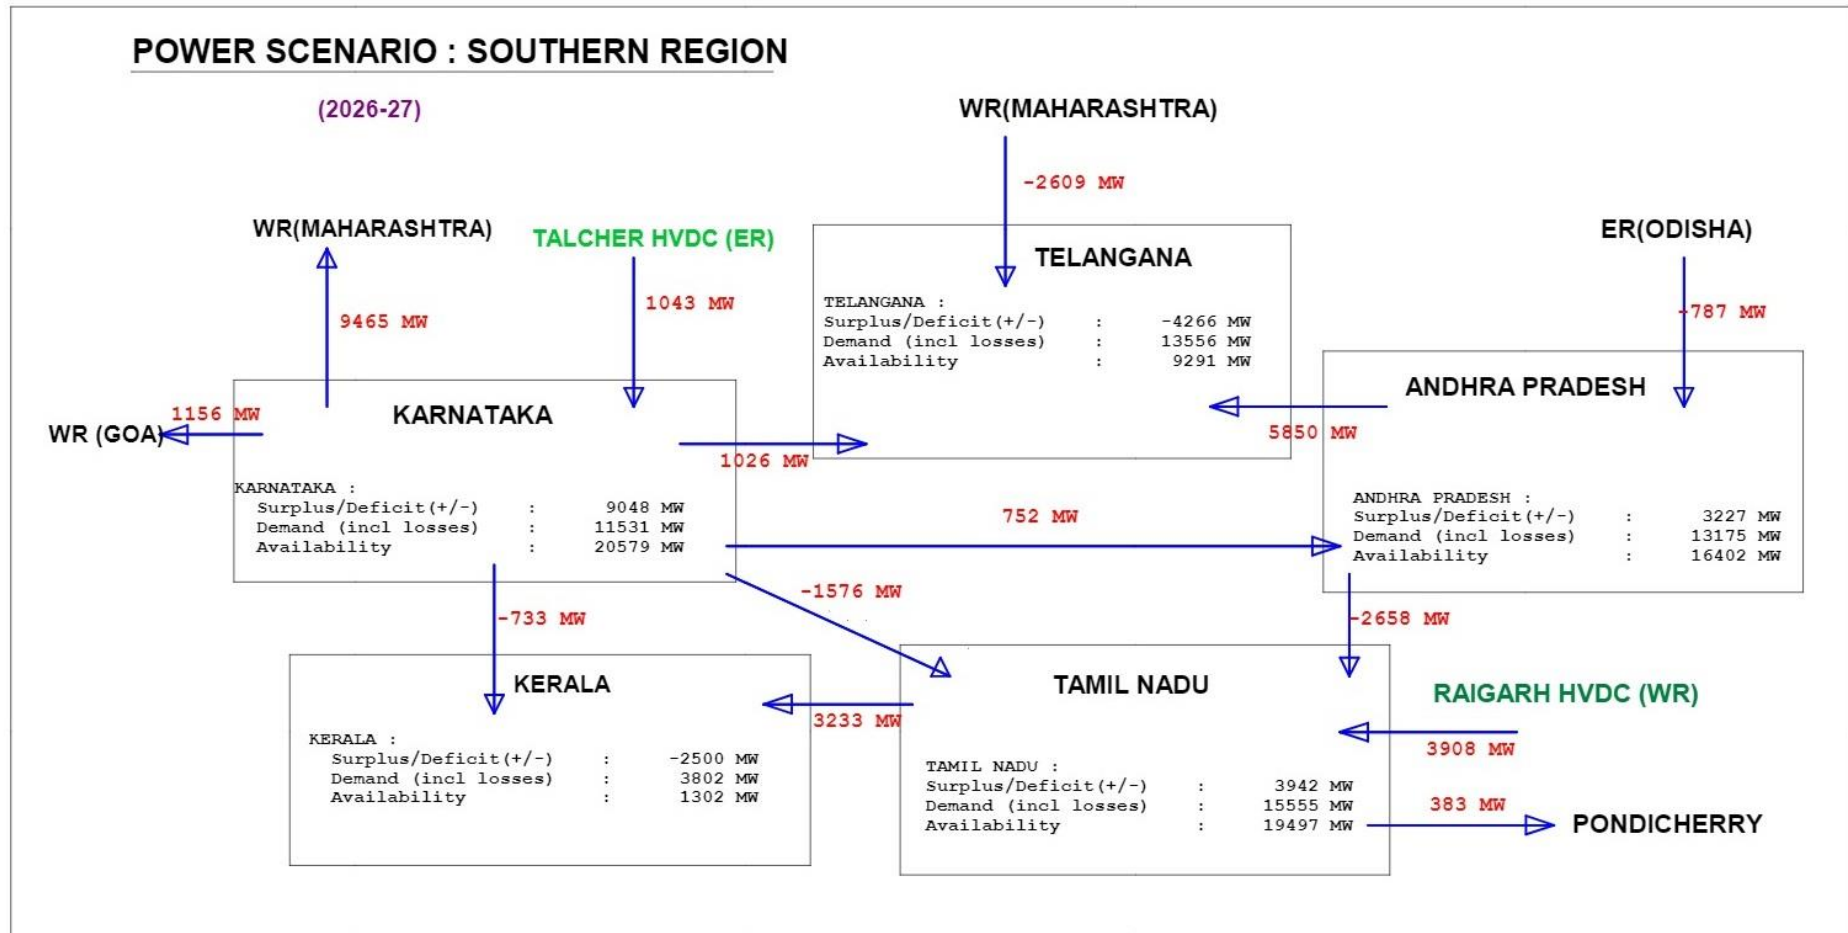 POWER SCENARIO : SOUTHERN REGION
(2026-27)
WR(MAHARASHTRA)
-2609 MW
WR(MAHARASHTRA)
TALCHER HVDC (ER)
ER(ODISHA)
9465 MW
1043 MW
-787 MW
TELANGANA
TELANGANA :
Surplus/Deficit(+/-) : -4266 MW
Demand (incl losses) : 13556 MW
Availability : 9291 MW
WR (GOA)
1156 MW
KARNATAKA
1026 MW
5850 MW
ANDHRA PRADESH
KARNATAKA :
Surplus/Deficit(+/-) : 9048 MW
Demand (incl losses) : 11531 MW
Availability : 20579 MW
752 MW
ANDHRA PRADESH :
Surplus/Deficit(+/-) : 3227 MW
Demand (incl losses) : 13175 MW
Availability : 16402 MW
-733 MW
-1576 MW
-2658 MW
KERALA
3233 MW
TAMIL NADU
RAIGARH HVDC (WR)
3908 MW
KERALA :
Surplus/Deficit(+/-) : -2500 MW
Demand (incl losses) : 3802 MW
Availability : 1302 MW
TAMIL NADU :
Surplus/Deficit(+/-) : 3942 MW
Demand (incl losses) : 15555 MW
Availability : 19497 MW
383 MW
PONDICHERRY